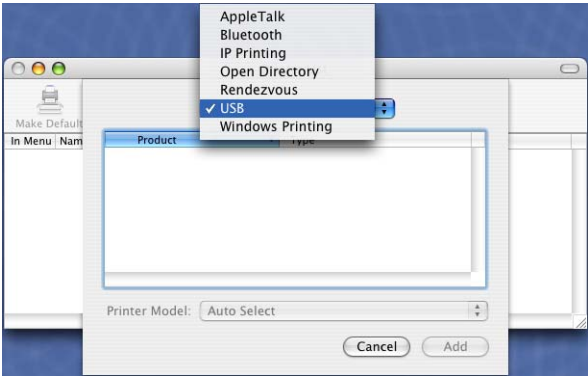 AppleTalk
Bluetooth
IP Printing
Open Directory
Rendezvous
✓ USB
Windows Printing
Make Default
In Menu Nam
Product Type
Printer Model: Auto Select
Cancel Add